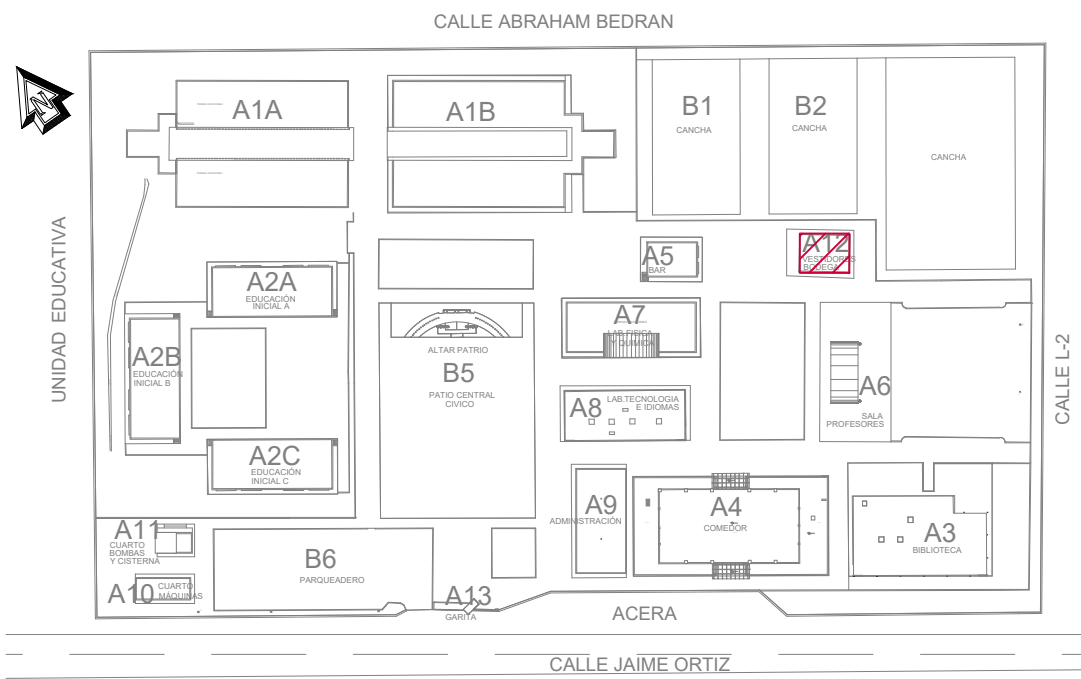 CALLE ABRAHAM BEDRAN
N
A1A
A1B
B1
CANCHA
B2
CANCHA
CANCHA
UNIDAD EDUCATIVA
A5
BAR
A12
VESTIDORES
BODEGA
A2A
EDUCACIÓN
INICIAL A
A7
LAB.FISICA
Y QUIMICA
ALTAR PATIO
A2B
EDUCACIÓN
INICIAL B
B5
PATIO CENTRAL
CIVICO
A8
LAB.TECNOLOGIA
E IDIOMAS
A6
SALA
PROFESORES
CALLE L-2
A2C
EDUCACIÓN
INICIAL C
A9
ADMINISTRACIÓN
A4
COMEDOR
A3
BIBLIOTECA
A11
CUARTO
BOMBAS
Y CISTERNA
B6
PARQUEADERO
A10
CUARTO
MÁQUINAS
A13
GARITA
ACERA
CALLE JAIME ORTIZ